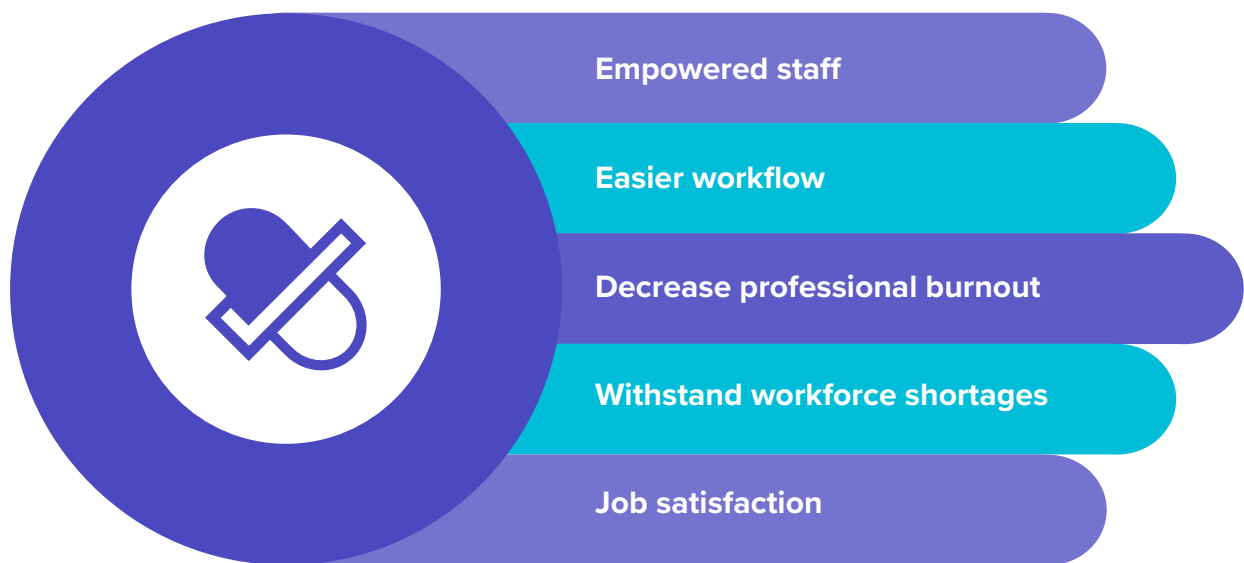 Empowered staff
Easier workflow
Decrease professional burnout
Withstand workforce shortages
Job satisfaction